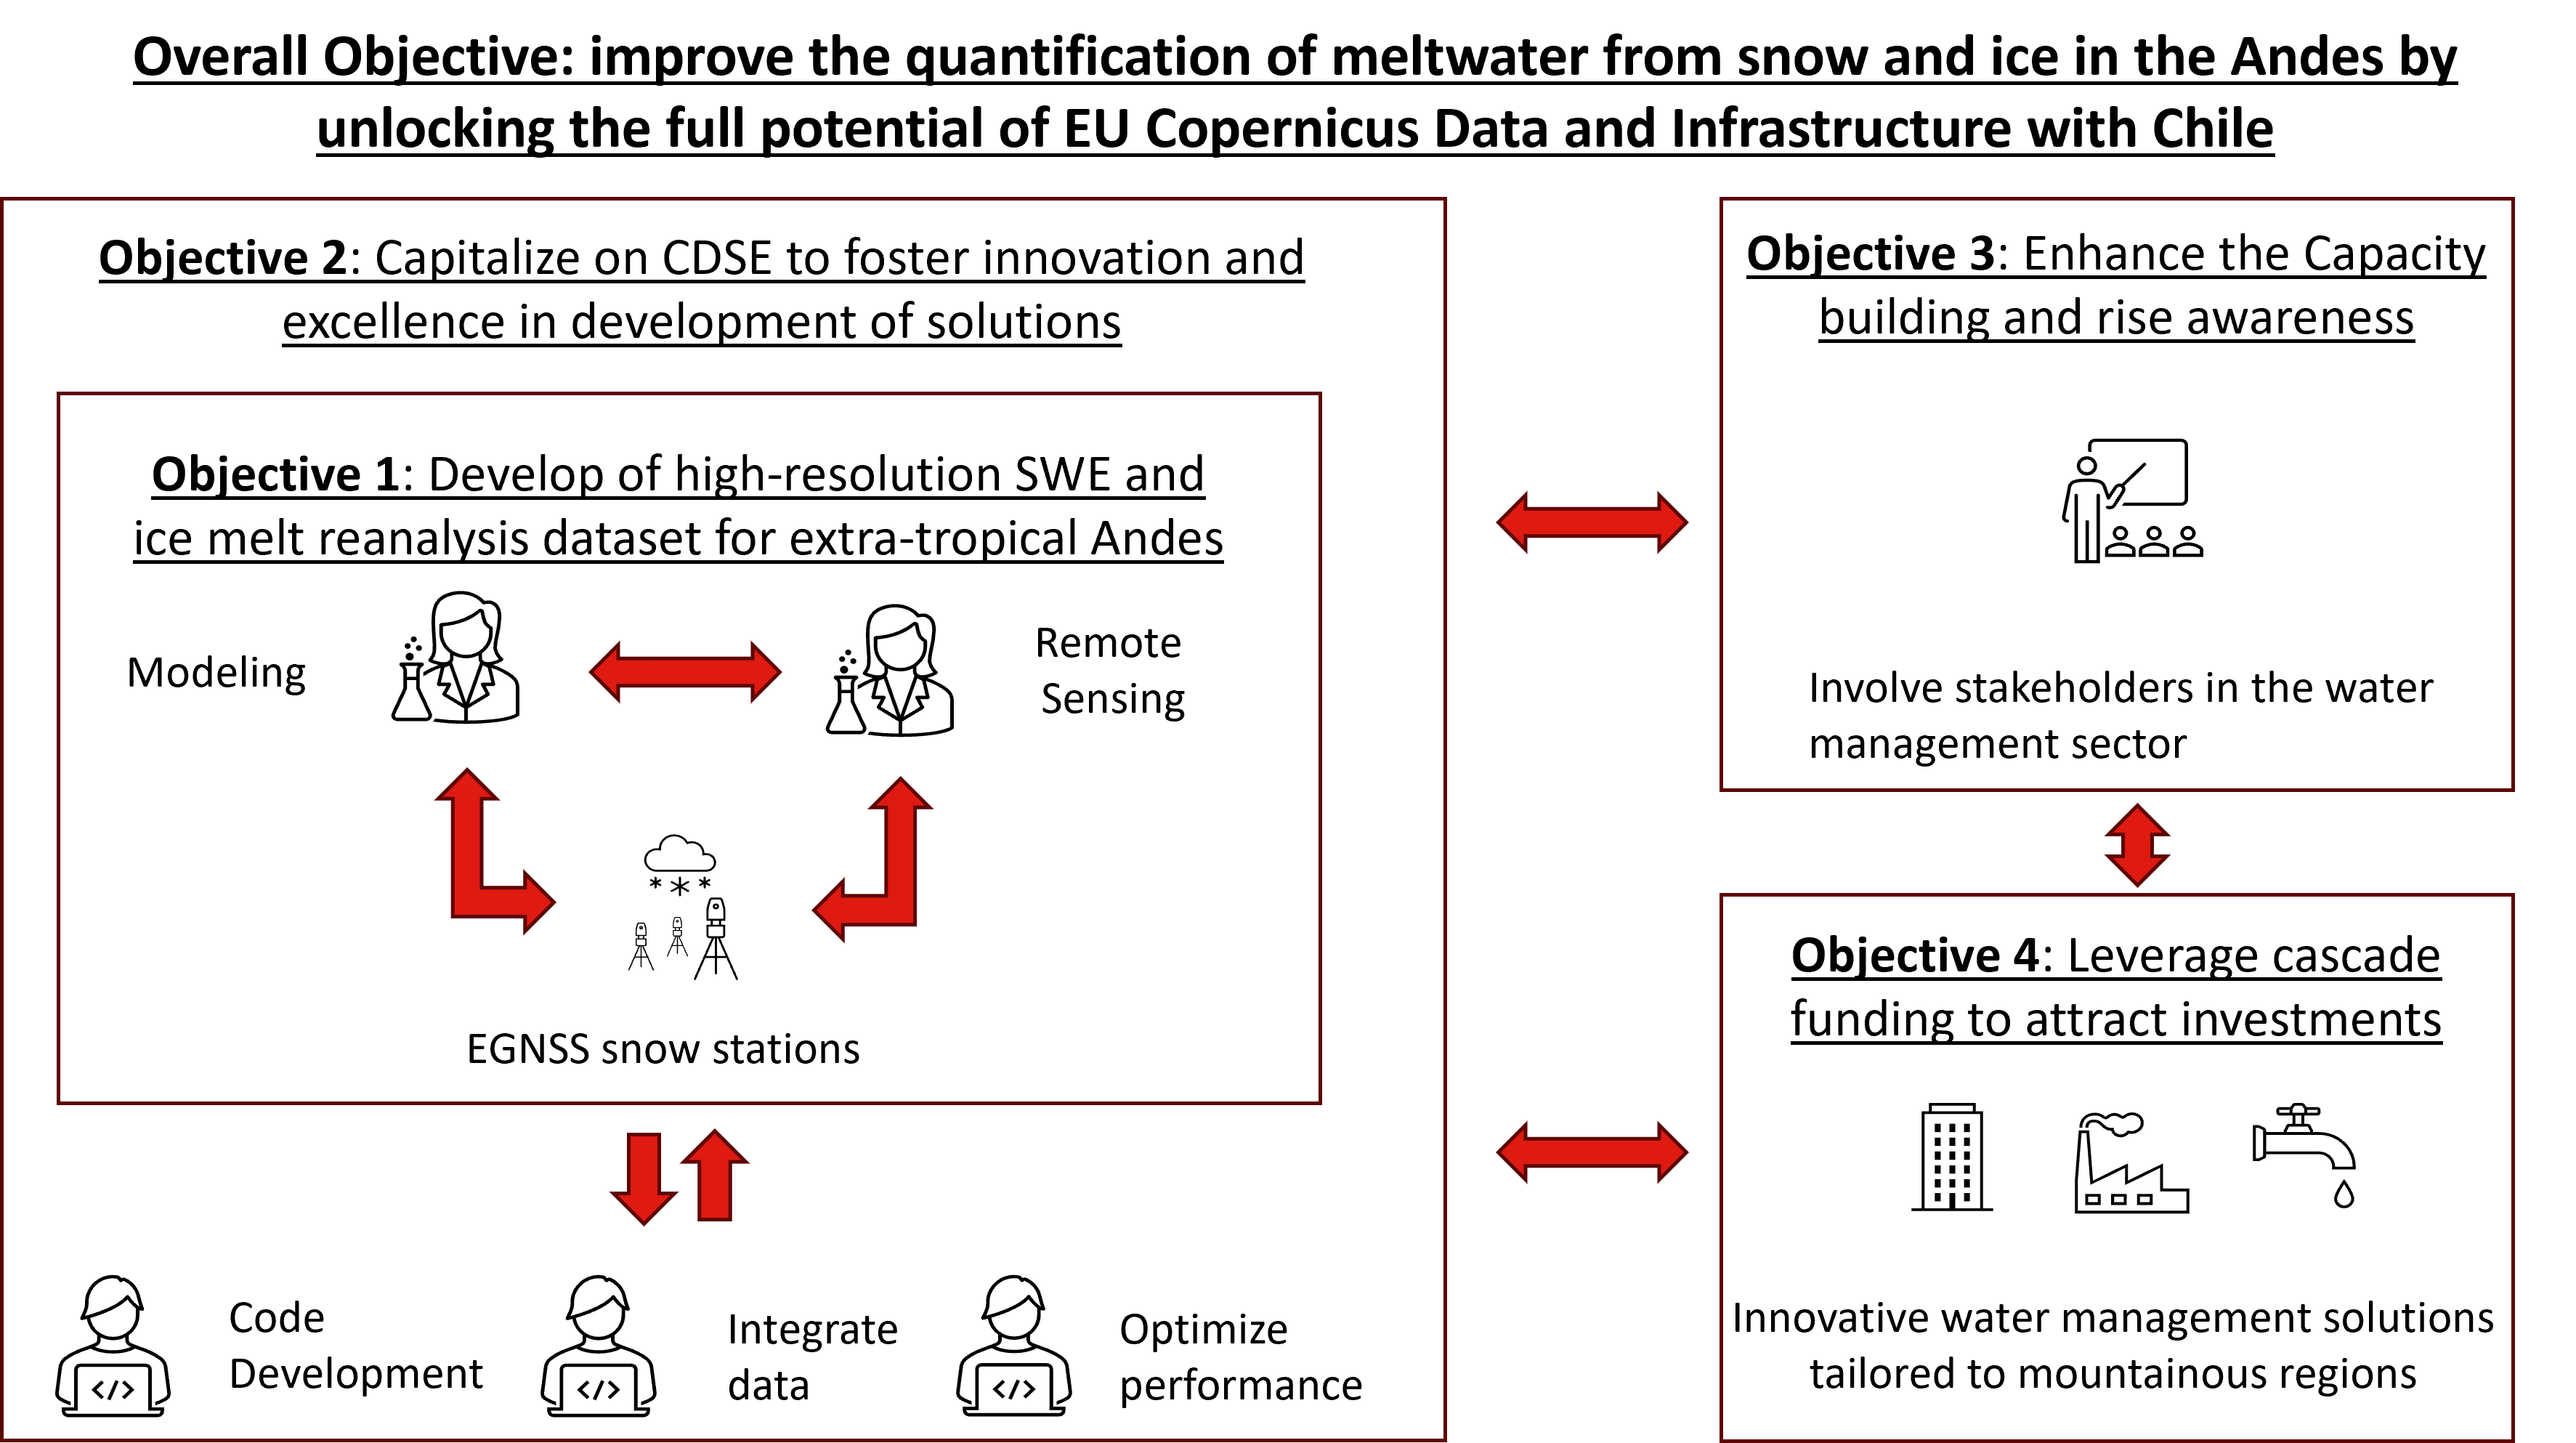 Overall Objective: improve the quantification of meltwater from snow and ice in the Andes by
unlocking the full potential of EU Copernicus Data and Infrastructure with Chile
Objective 2: Capitalize on CDSE to foster innovation and
excellence in development of solutions
Objective 1: Develop of high-resolution SWE and
ice melt reanalysis dataset for extra-tropical Andes
Modeling
Remote
Sensing
EGNSS snow stations
Code
Development
Integrate
data
Optimize
performance
</>
</>
</>
Objective 3: Enhance the Capacity
building and rise awareness
Involve stakeholders in the water
management sector
Objective 4: Leverage cascade
funding to attract investments
Innovative water management solutions
tailored to mountainous regions